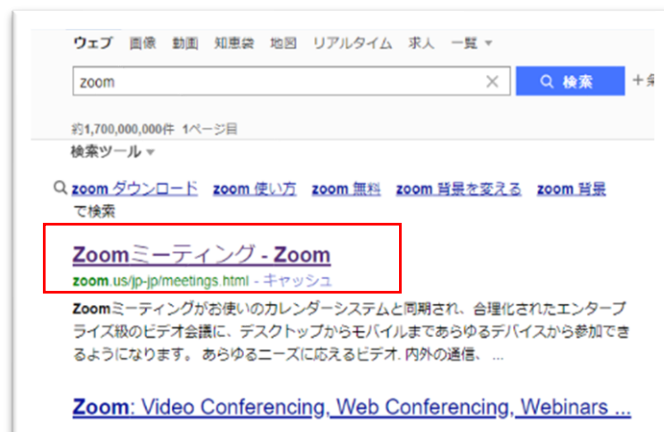 ウェブ 画像 動画 知恵袋 地図 リアルタイム 求人 一覧 ▼
zoom × 検索 +条
約1,700,000,000件 1ページ目
検索ツール ▼
zoom ダウンロード zoom 使い方 zoom 無料 zoom 背景を変える zoom 背景
で検索
Zoomミーティング - Zoom
zoom.us/jp-jp/meetings.html - キャッシュ
Zoomミーティングがお使いのカレンダーシステムと同期され、合理化されたエンタープ
ライズ級のビデオ会議に、デスクトップからモバイルまであらゆるデバイスから参加でき
るようになります。 あらゆるニーズに応えるビデオ. 内外の通信、 ...
Zoom: Video Conferencing, Web Conferencing, Webinars ...